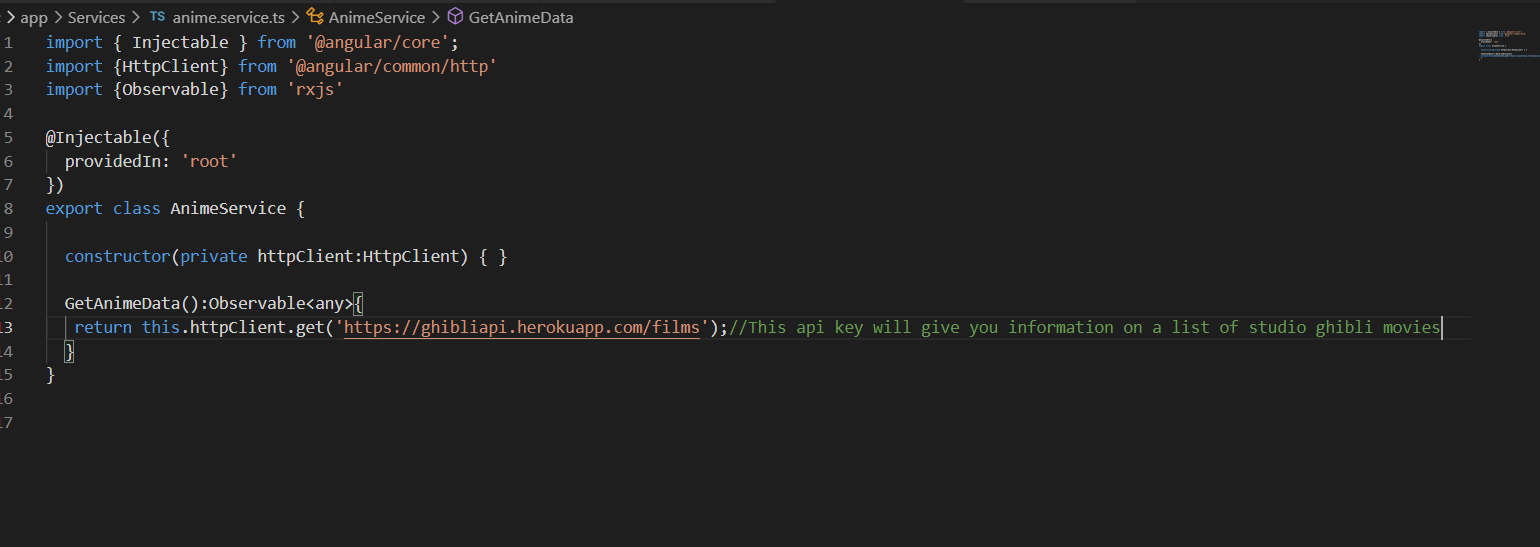 app > Services > TS anime.service.ts > AnimeService > GetAnimeData
1 import { Injectable } from '@angular/core';
2 import {HttpClient} from '@angular/common/http'
3 import {Observable} from 'rxjs'
4
5 @Injectable({
6   providedIn: 'root'
7 })
8 export class AnimeService {
9
10   constructor(private httpClient:HttpClient) { }
11
12   GetAnimeData():Observable<any>{
13    return this.httpClient.get('https://ghibliapi.herokuapp.com/films');//This api key will give you information on a list of studio ghibli movies
14   }
15 }
16
17